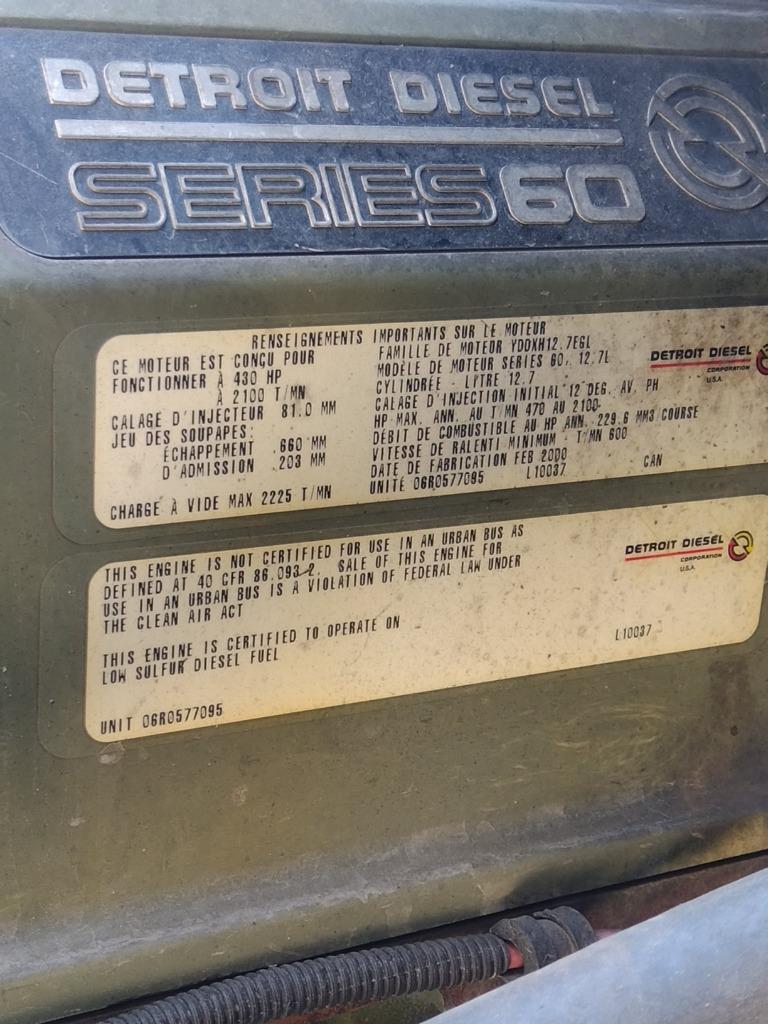 DETROIT DIESEL
SERIES 60
RENSEIGNEMENTS IMPORTANTS SUR LE MOTEUR
CE MOTEUR EST CONÇU POUR
FONCTIONNER À 430 HP
À 2100 T/MN
CALAGE D'INJECTEUR 81.0 MM
JEU DES SOUPAPES:
ÉCHAPPEMENT .660 MM
D'ADMISSION .203 MM
CHARGE À VIDE MAX 2225 T/MN
FAMILLE DE MOTEUR YDDXH12.7EGL
MODÈLE DE MOTEUR SERIES 60, 12.7L
CYLINDRÉE - LITRE 12.7
CALAGE D'INJECTION INITIAL 12 DEG. AV. PH
HP MAX. ANN. AU T/MN 470 AU 2100
DÉBIT DE COMBUSTIBLE AU HP ANN. 229.6 MM3/COURSE
VITESSE DE RALENTI MINIMUM - T/MN 600
DATE DE FABRICATION FEB 2000
UNITÉ 06R0577095 L10037 CAN
DETROIT DIESEL
CORPORATION
U.S.A.
THIS ENGINE IS NOT CERTIFIED FOR USE IN AN URBAN BUS AS
DEFINED AT 40 CFR 86.093-2. SALE OF THIS ENGINE FOR
USE IN AN URBAN BUS IS A VIOLATION OF FEDERAL LAW UNDER
THE CLEAN AIR ACT
THIS ENGINE IS CERTIFIED TO OPERATE ON
LOW SULFUR DIESEL FUEL
UNIT 06R0577095
L10037
DETROIT DIESEL
CORPORATION
U.S.A.